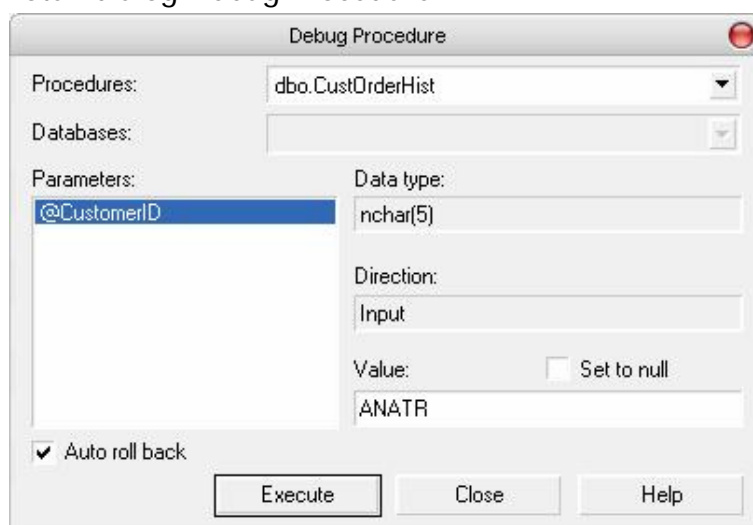 Debug Procedure
Procedures: dbo.CustOrderHist
Databases:
Parameters: Data type:
@CustomerID nchar(5)
Direction:
Input
Value: Set to null
ANATR
Auto roll back
Execute Close Help